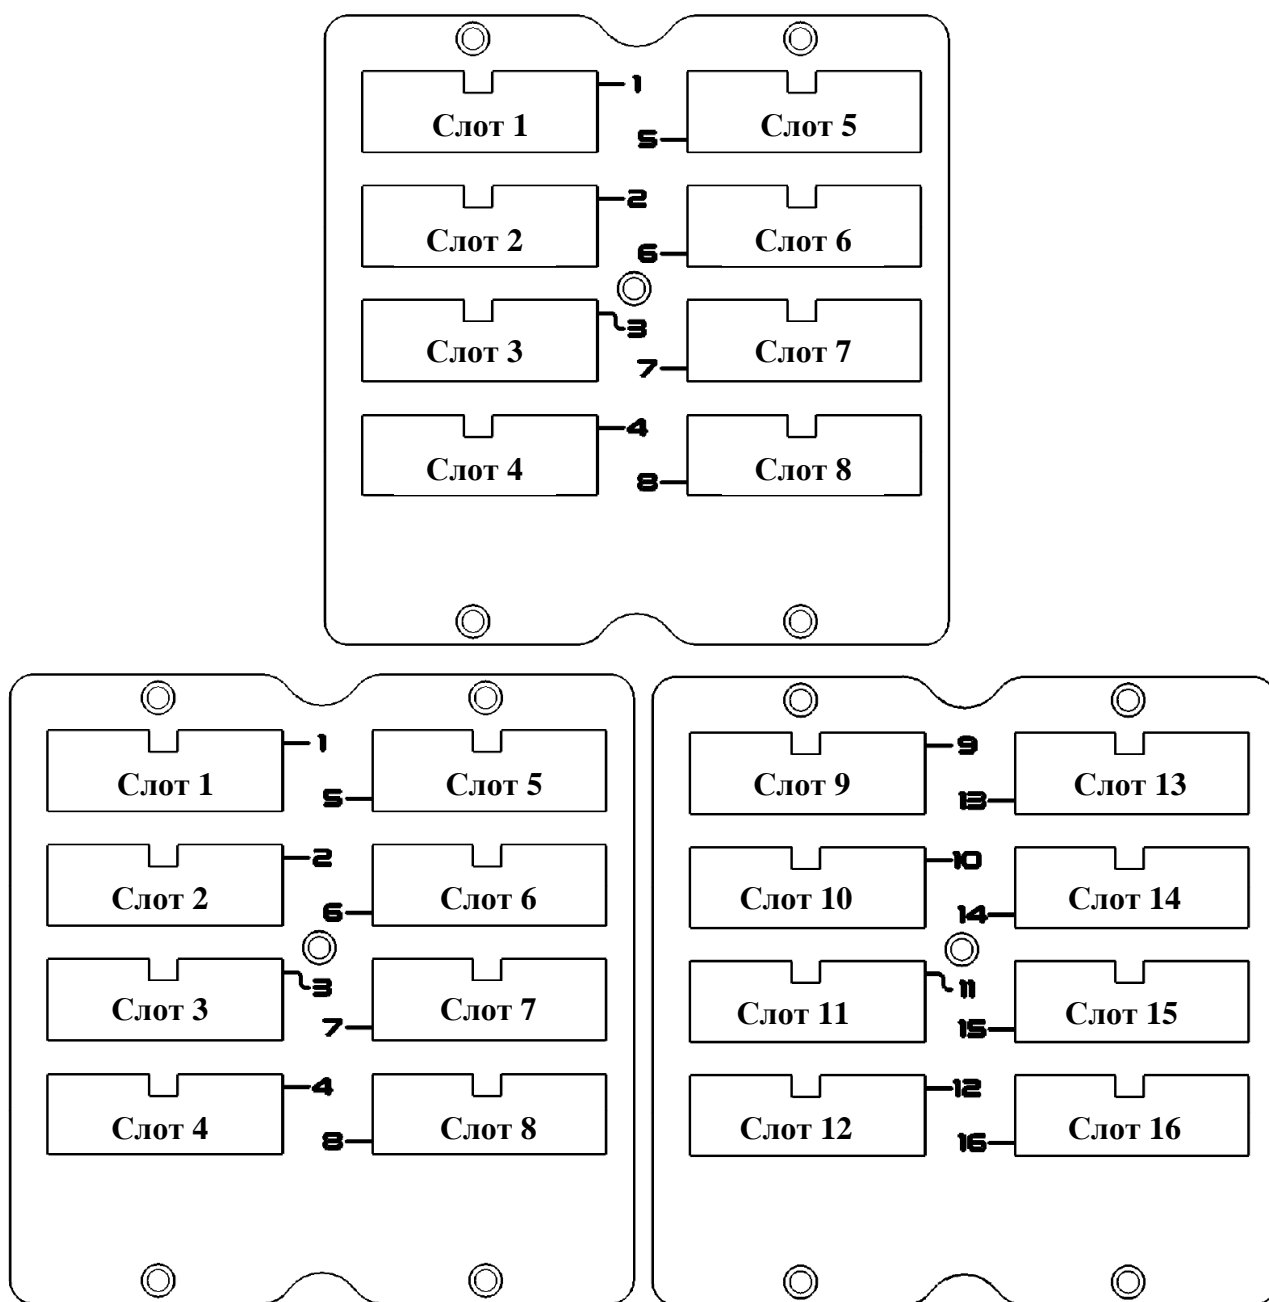 Слот 1
1
5
Слот 5
Слот 2
2
6
Слот 6
Слот 3
3
7
Слот 7
Слот 4
4
8
Слот 8
Слот 1
1
5
Слот 5
Слот 2
2
6
Слот 6
Слот 3
3
7
Слот 7
Слот 4
4
8
Слот 8
Слот 9
9
13
Слот 13
Слот 10
10
14
Слот 14
Слот 11
11
15
Слот 15
Слот 12
12
16
Слот 16